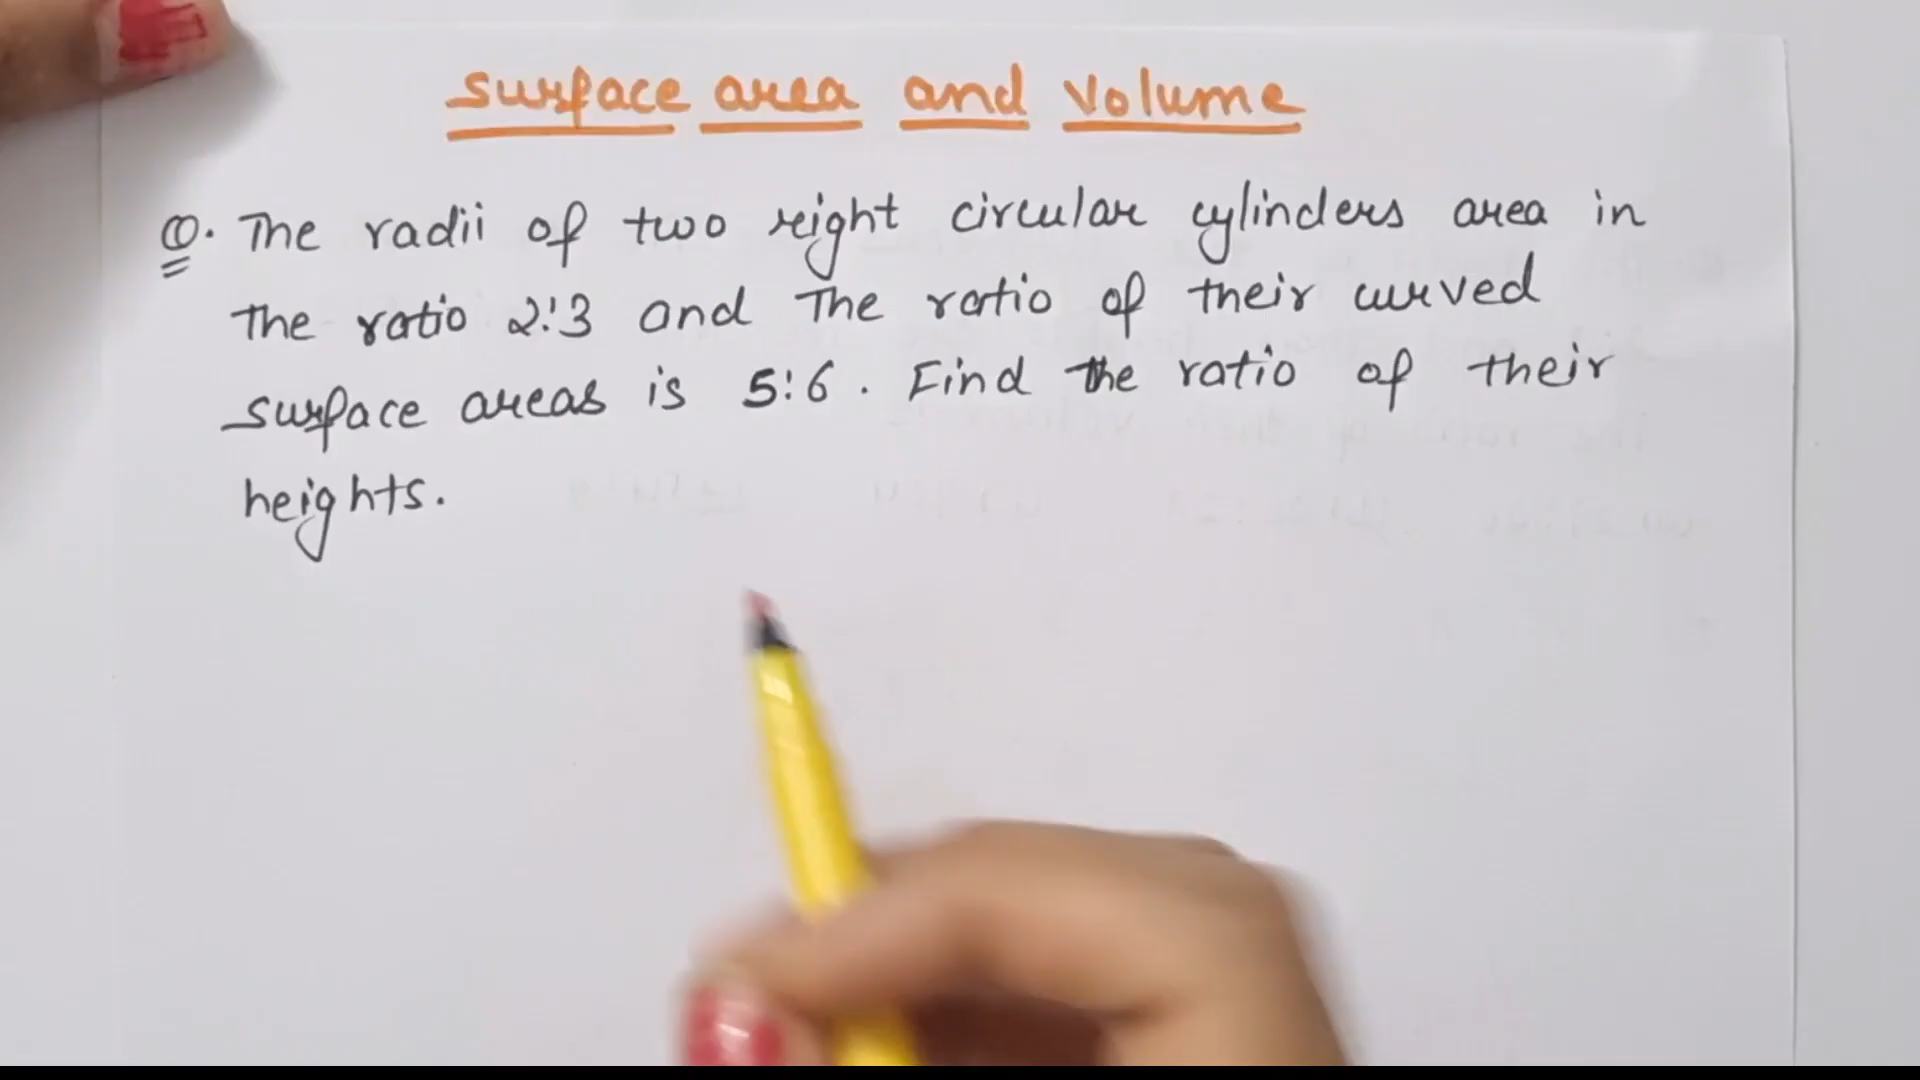 surface area and volume
Q. The radii of two right circular cylinders area in
the ratio 2:3 and The ratio of their curved
surface areas is 5:6. Find the ratio of their
heights.